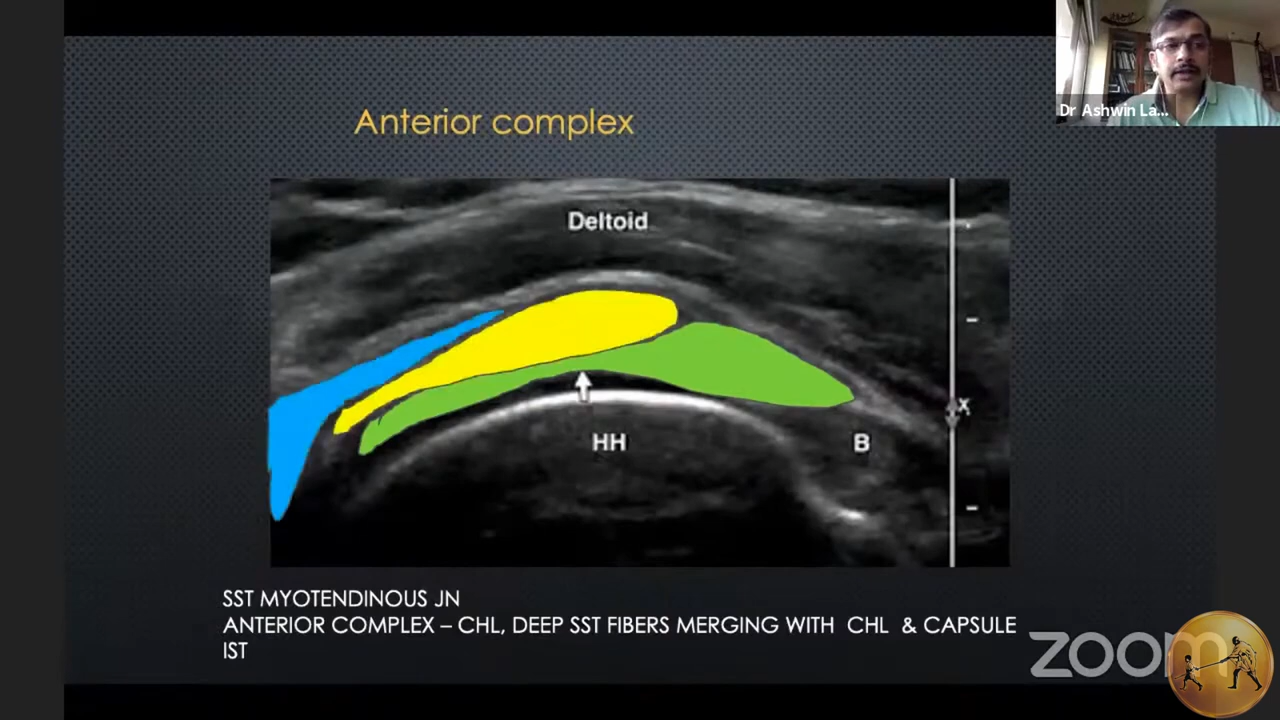 Dr Ashwin La...
Anterior complex
Deltoid
x
HH
B
SST MYOTENDINOUS JN
ANTERIOR COMPLEX – CHL, DEEP SST FIBERS MERGING WITH CHL & CAPSULE
IST
zoom